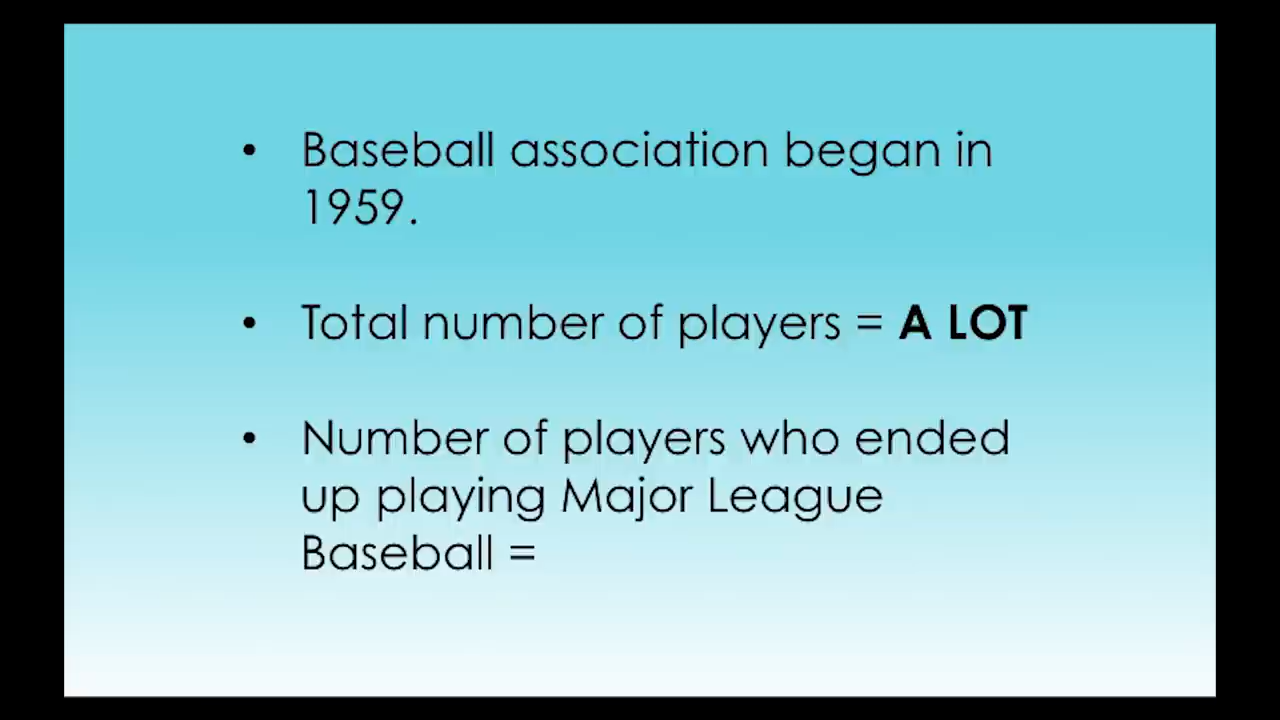 • Baseball association began in
1959.
• Total number of players = A LOT
• Number of players who ended
up playing Major League
Baseball =